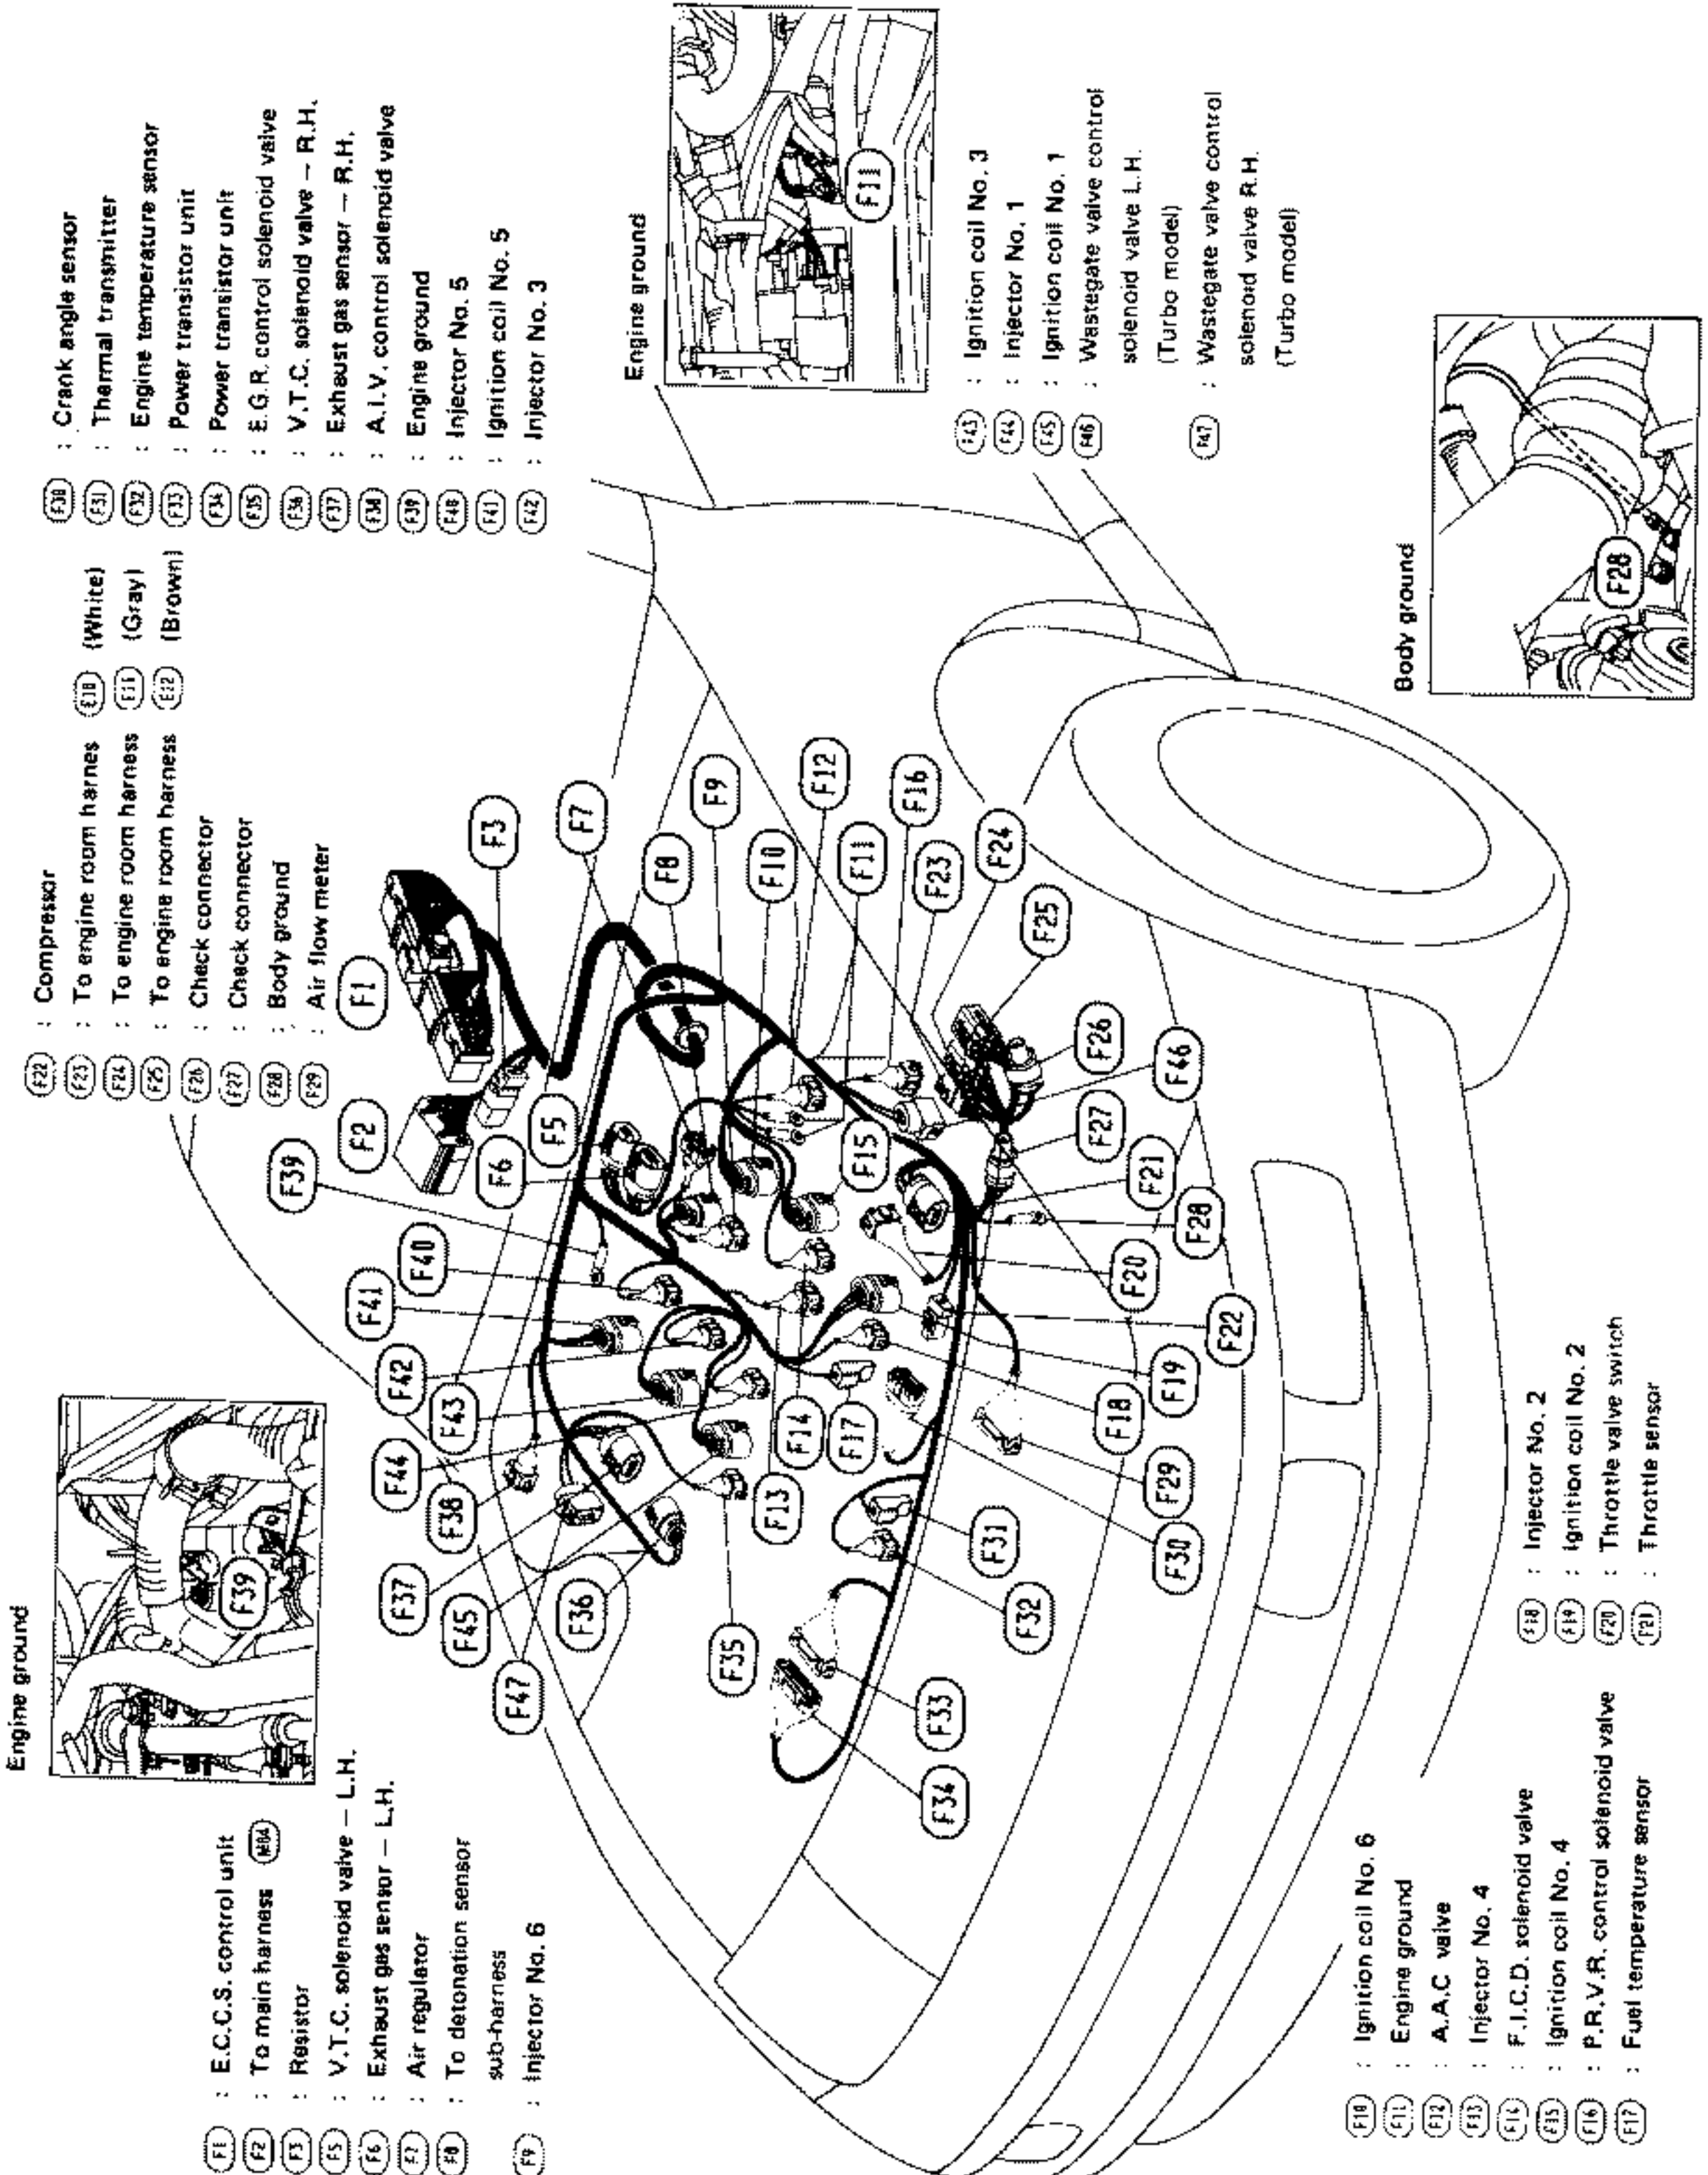 Engine ground
F39
F1 : E.C.C.S. control unit
F2 : To main harness M84
F3 : Resistor
F5 : V.T.C. solenoid valve – L.H.
F6 : Exhaust gas sensor – L.H.
F7 : Air regulator
F8 : To detonation sensor
sub-harness
F9 : Injector No. 6
F22 : Compressor
F23 : To engine room harnes E10 (White)
F24 : To engine room harness E11 (Gray)
F25 : To engine room harness E22 (Brown)
F26 : Check connector
F27 : Check connector
F28 : Body ground
F29 : Air flow meter
F30 : Crank angle sensor
F31 : Thermal transmitter
F32 : Engine temperature sensor
F33 : Power transistor unit
F34 : Power transistor unit
F35 : E.G.R. control solenoid valve
F36 : V.T.C. solenoid valve – R.H.
F37 : Exhaust gas sensor – R.H.
F38 : A.I.V. control solenoid valve
F39 : Engine ground
F40 : Injector No. 5
F41 : Ignition coil No. 5
F42 : Injector No. 3
Engine ground
F11
F1
F2
F3
F5
F6
F7
F8
F9
F10
F12
F11
F16
F23
F24
F25
F26
F46
F27
F21
F28
F20
F22
F19
F18
F29
F30
F31
F32
F33
F34
F35
F36
F47
F45
F37
F38
F44
F43
F42
F41
F40
F39
F13
F14
F17
F15
F43 : Ignition coil No. 3
F44 : Injector No. 1
F45 : Ignition coil No. 1
F46 : Wastegate valve control
solenoid valve L.H.
(Turbo model)
F47 : Wastegate valve control
solenoid valve R.H.
(Turbo model)
F10 : Ignition coil No. 6
F11 : Engine ground
F12 : A.A.C valve
F13 : Injector No. 4
F14 : F.I.C.D. solenoid valve
F15 : Ignition coil No. 4
F16 : P.R.V.R. control solenoid valve
F17 : Fuel temperature sensor
F18 : Injector No. 2
F19 : Ignition coil No. 2
F20 : Throttle valve switch
F21 : Throttle sensor
Body ground
F28